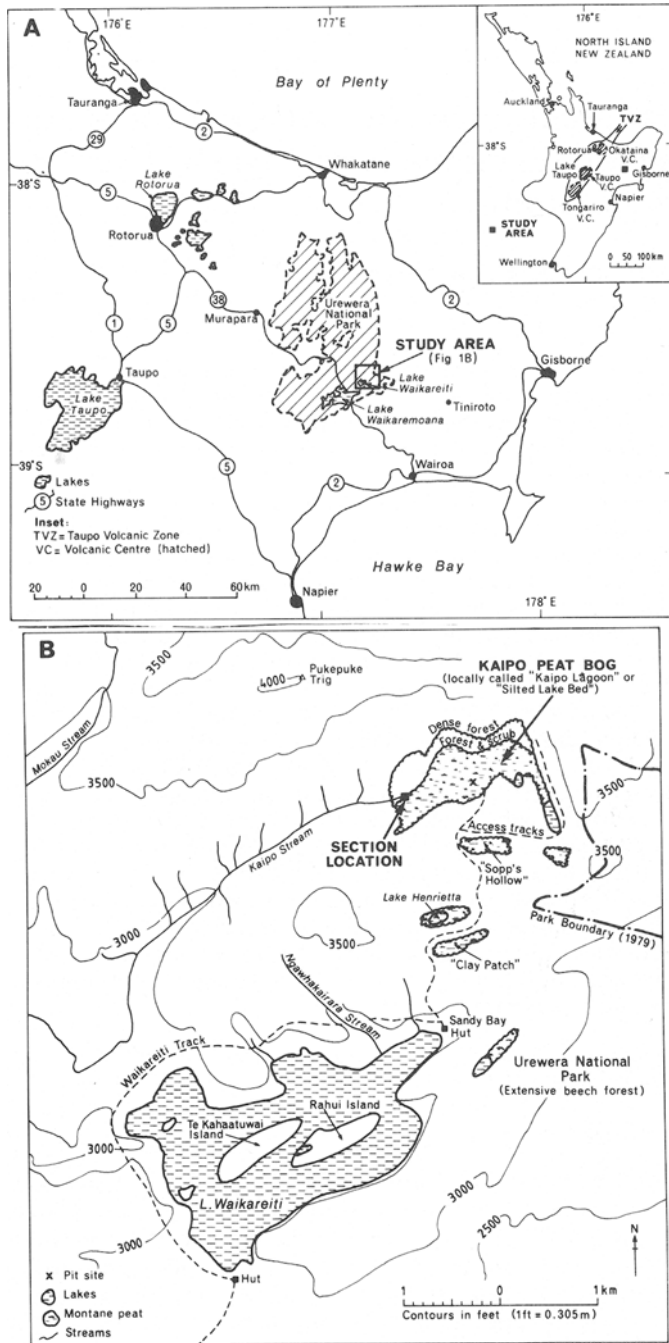 A
176°E
177°E
Bay of Plenty
Tauranga
29
2
Whakatane
38°S
5
Lake
Rotorua
Rotorua
38
Murapara
1
5
Urewera
National
Park
2
STUDY AREA
(Fig 1B)
Lake
Waikareiti
Gisborne
Taupo
Lake
Taupo
Lake
Waikaremoana
Tiniroto
39°S
5
Wairoa
2
Lakes
5 State Highways
Inset:
TVZ= Taupo Volcanic Zone
VC= Volcanic Centre (hatched)
20 0 20 40 60km
Napier
Hawke Bay
178°E
176°E
NORTH ISLAND
NEW ZEALAND
Auckland
Tauranga
TVZ
38°S
Rotorua
Okataina
V.C.
Lake
Taupo
Taupo
V.C.
Gisborne
Tongariro
V.C.
Napier
STUDY
AREA
Wellington
0 50 100km
B
3500
4000
Pukepuke
Trig
KAIPO PEAT BOG
(locally called "Kaipo Lagoon" or
"Silted Lake Bed")
Mokau Stream
Dense forest
Forest & scrub
3500
x
Kaipo Stream
SECTION
LOCATION
Access tracks
3500
"Sopp's
Hollow"
3000
Lake Henrietta
3500
Park Boundary (1979)
"Clay Patch"
Ngawhakairara Stream
Sandy Bay
Hut
Waikareiti Track
Urewera National
Park
(Extensive beech forest)
Te Kahaatuwai
Island
Rahui Island
3000
L. Waikareiti
3000
2500
3000
N
Hut
x Pit site
Lakes
Montane peat
Streams
1 0 1 km
Contours in feet (1ft = 0.305m)